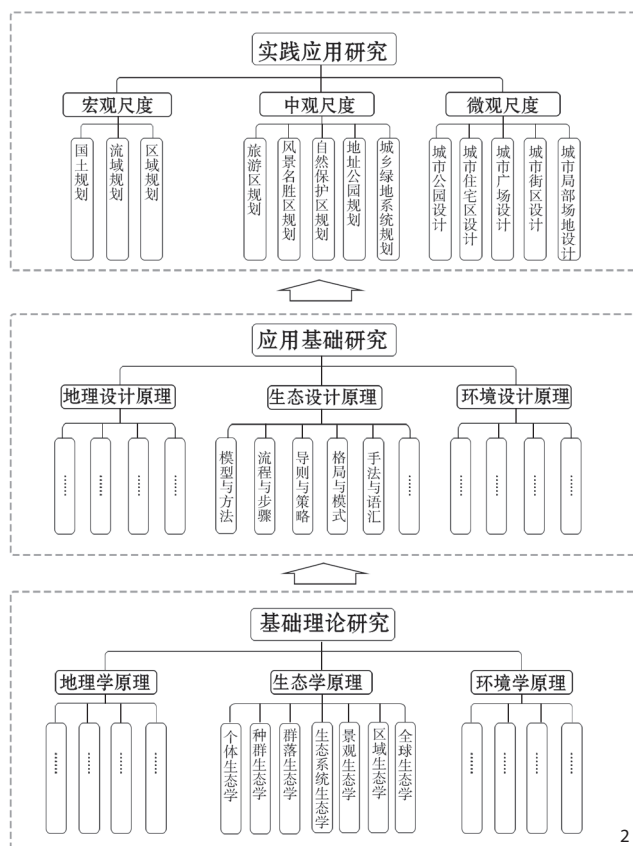 实践应用研究
宏观尺度
中观尺度
微观尺度
国土规划
流域规划
区域规划
旅游区规划
风景名胜区规划
自然保护区规划
地址公园规划
城乡绿地系统规划
城市公园设计
城市住宅区设计
城市广场设计
城市街区设计
城市局部场地设计
应用基础研究
地理设计原理
生态设计原理
环境设计原理
……
……
……
……
模型与方法
流程与步骤
导则与策略
格局与模式
手法与语汇
……
……
……
……
……
基础理论研究
地理学原理
生态学原理
环境学原理
……
……
……
……
个体生态学
种群生态学
群落生态学
生态系统生态学
景观生态学
区域生态学
全球生态学
……
……
……
……
2